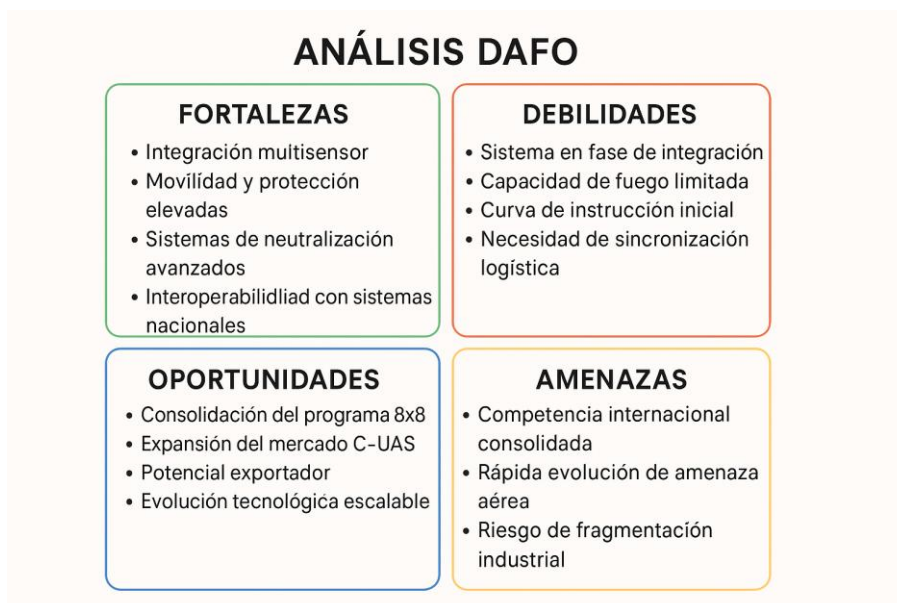 ANÁLISIS DAFO
FORTALEZAS
• Integración multisensor
• Movílídad y protección
elevadas
• Sistemas de neutralización
avanzados
• Interoperabilidliad con sistemas
nacionales
DEBILIDADES
• Sistema en fase de integración
• Capacidad de fuego limitada
• Curva de instrucción inicial
• Necesidad de sincronización
logística
OPORTUNIDADES
• Consolidación del programa 8x8
• Expansión del mercado C-UAS
• Potencial exportador
• Evolución tecnológica escalable
AMENAZAS
• Competencia internacional
consolidada
• Rápida evolución de amenaza
aérea
• Riesgo de fragmentacíón
industrial